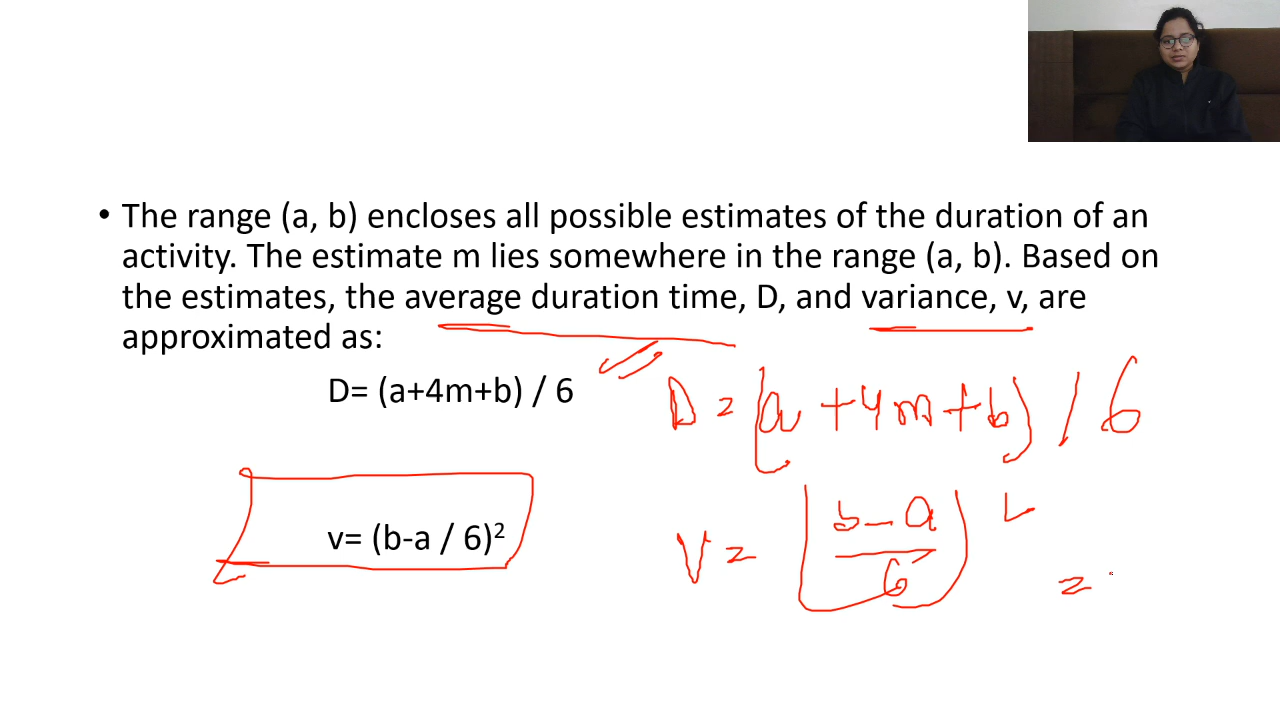 • The range (a, b) encloses all possible estimates of the duration of an
activity. The estimate m lies somewhere in the range (a, b). Based on
the estimates, the average duration time, D, and variance, v, are
approximated as:
D= (a+4m+b) / 6
D = (a + 4m + b) / 6
v= (b-a / 6)²
V = (b - a / 6)²
=